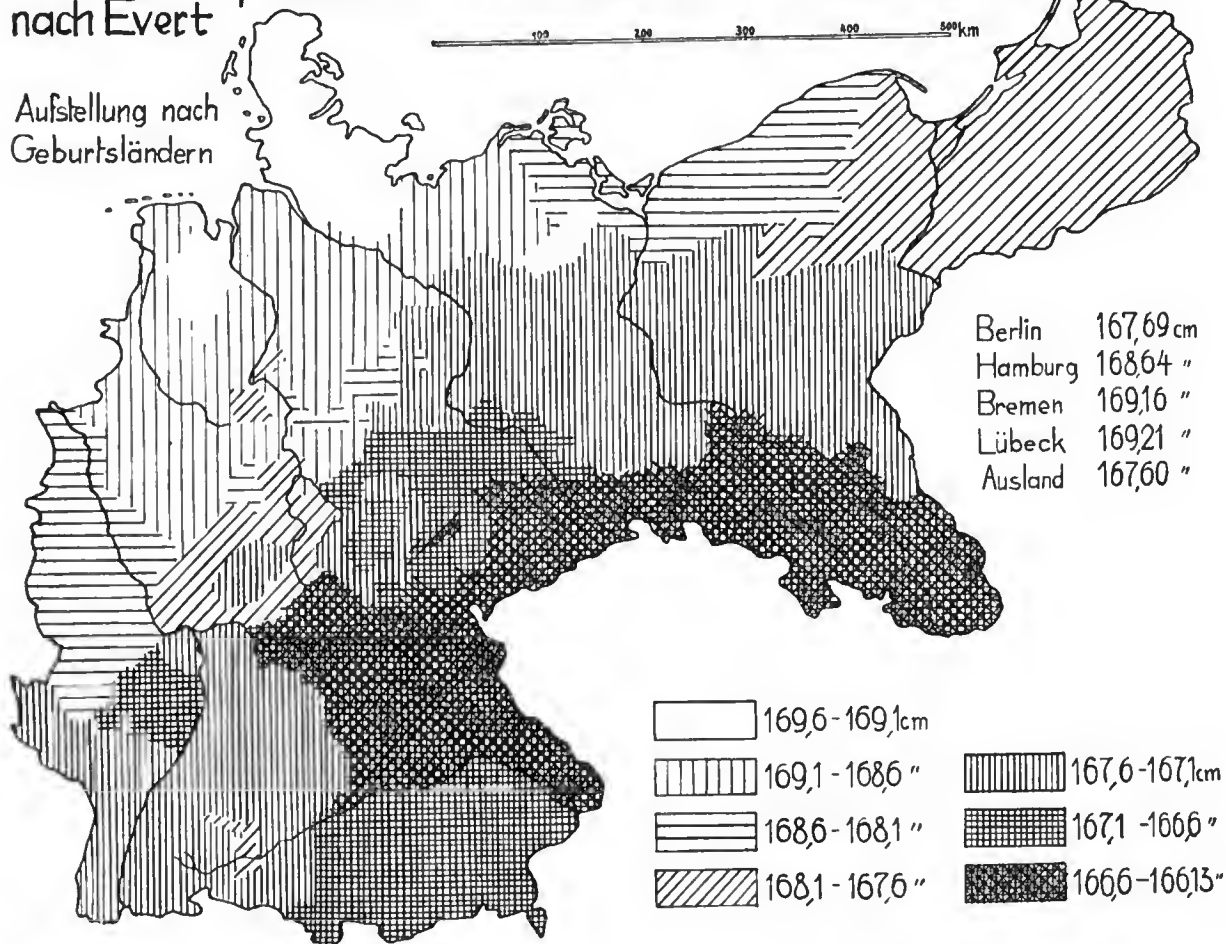 nach Evert
100 200 300 400 500 km
Aufstellung nach
Geburtsländern
Berlin 167,69 cm
Hamburg 168,64 "
Bremen 169,16 "
Lübeck 169,21 "
Ausland 167,60 "
169,6 - 169,1 cm
169,1 - 168,6 "
168,6 - 168,1 "
168,1 - 167,6 "
167,6 - 167,1 cm
167,1 - 166,6 "
166,6 - 166,13 "